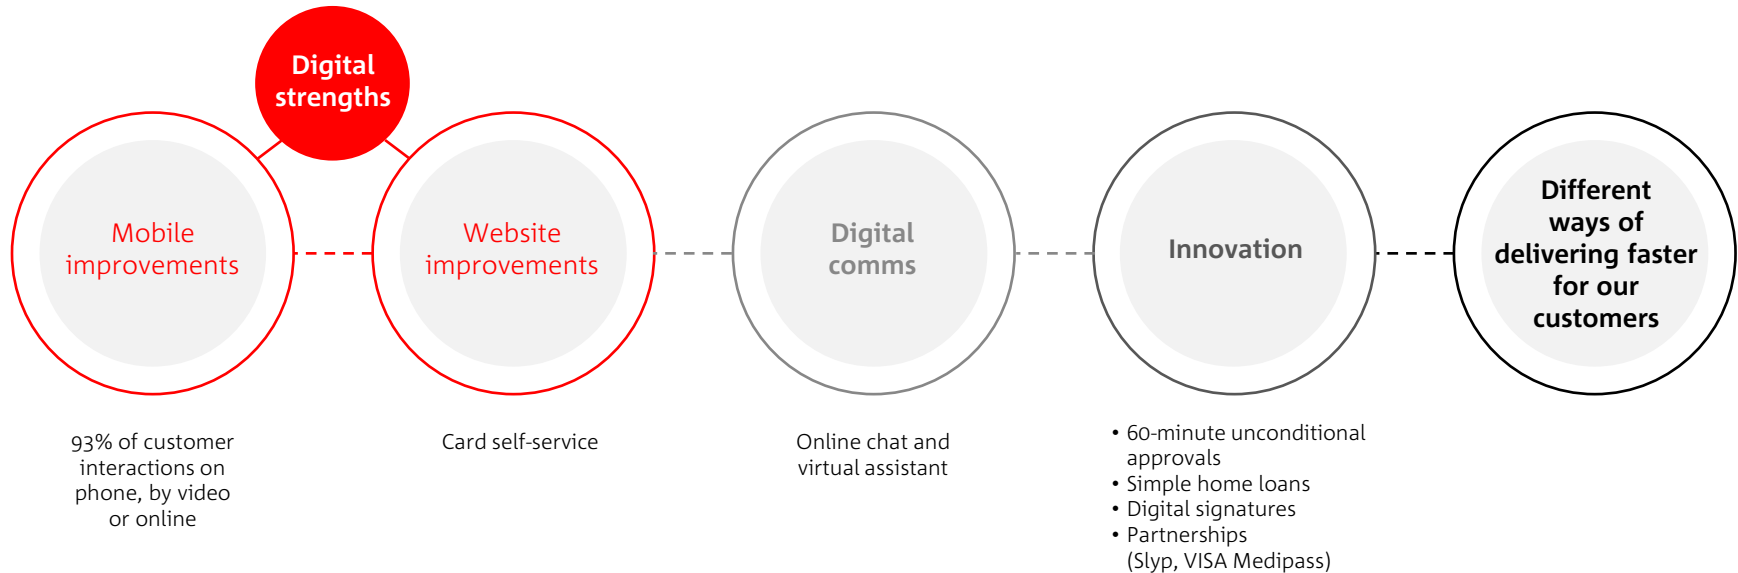 Digital
strengths
Mobile
improvements
Website
improvements
Digital
comms
Innovation
Different
ways of
delivering faster
for our
customers
93% of customer
interactions on
phone, by video
or online
Card self-service
Online chat and
virtual assistant
• 60-minute unconditional
approvals
• Simple home loans
• Digital signatures
• Partnerships
(Slyp, VISA Medipass)